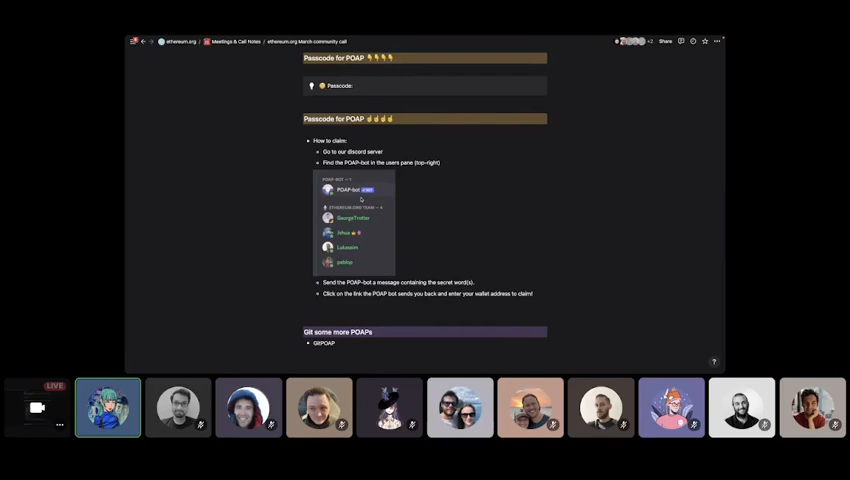 ethereum.org / Meetings & Call Notes / ethereum.org March community call
+2 Share
Passcode for POAP 👇👇👇👇
Passcode:
Passcode for POAP ☝☝☝☝
How to claim:
Go to our discord server
Find the POAP-bot in the users pane (top-right)
POAP-BOT — 1
POAP-bot BOT
ETHEREUM.ORG TEAM — 4
GeorgeTrotter
Joshua
Lukassim
pablop
Send the POAP-bot a message containing the secret word(s).
Click on the link the POAP bot sends you back and enter your wallet address to claim!
Git some more POAPs
GitPOAP
?
LIVE